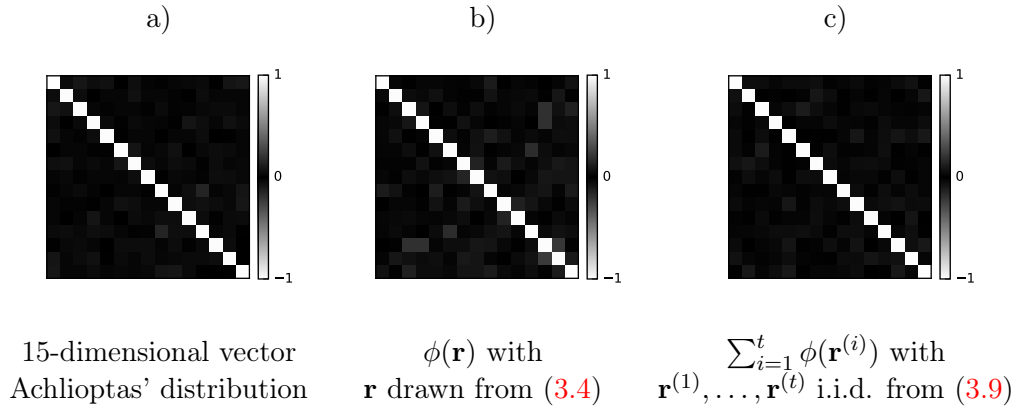 a)
b)
c)
1
0
−1
1
0
−1
1
0
−1
15-dimensional vector
Achlioptas' distribution
ϕ(r) with
r drawn from (3.4)
∑ᵗᵢ₌₁ ϕ(r⁽ⁱ⁾) with
r⁽¹⁾, . . . , r⁽ᵗ⁾ i.i.d. from (3.9)